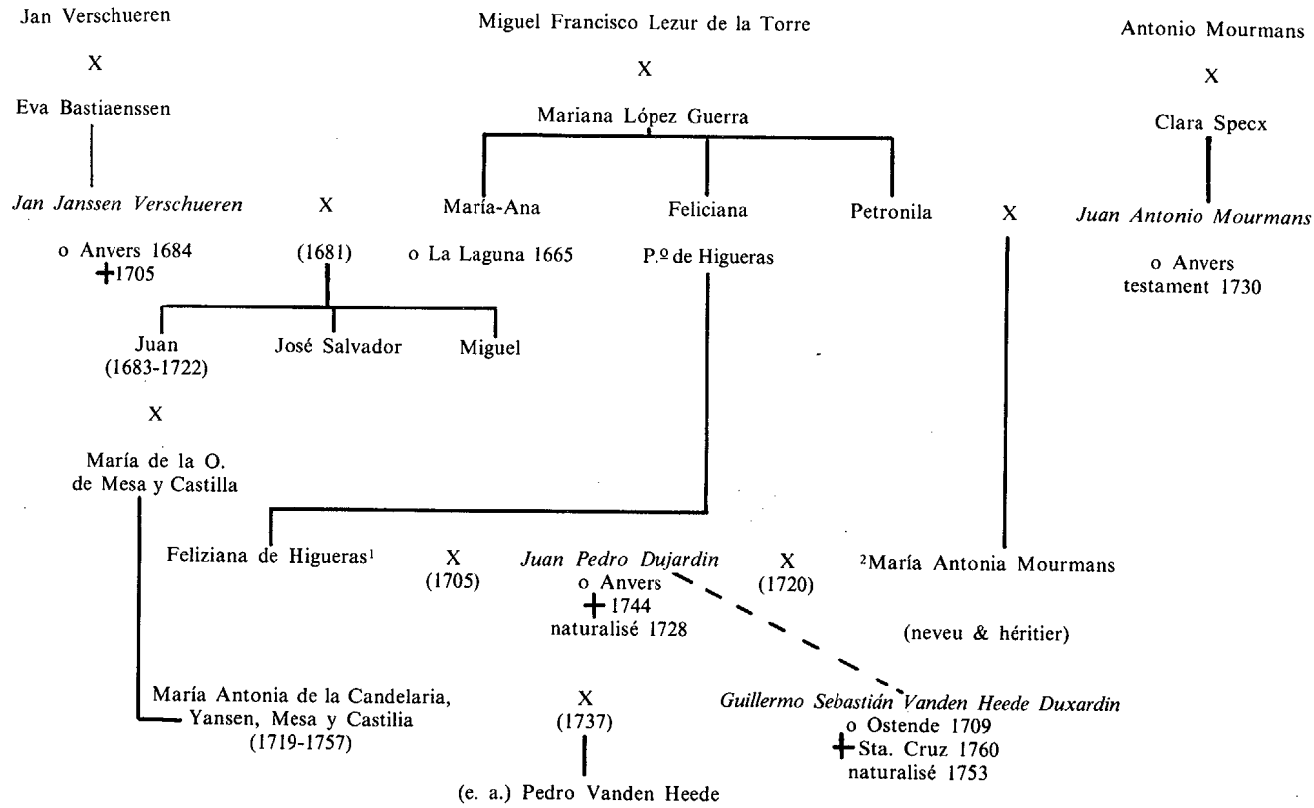 Jan Verschueren
Miguel Francisco Lezur de la Torre
Antonio Mourmans
X
X
X
Eva Bastiaenssen
Mariana López Guerra
Clara Specx
Jan Janssen Verschueren X María-Ana Feliciana Petronila X Juan Antonio Mourmans
o Anvers 1684 (1681) o La Laguna 1665 P.º de Higueras o Anvers
+1705 testament 1730
Juan José Salvador Miguel
(1683-1722)
X
María de la O.
de Mesa y Castilla
Feliziana de Higueras¹ X Juan Pedro Dujardin X ²María Antonia Mourmans
(1705) o Anvers (1720)
+ 1744
naturalisé 1728 (neveu & héritier)
María Antonia de la Candelaria, X Guillermo Sebastián Vanden Heede Duxardin
Yansen, Mesa y Castilia (1737) o Ostende 1709
(1719-1757) + Sta. Cruz 1760
naturalisé 1753
(e. a.) Pedro Vanden Heede